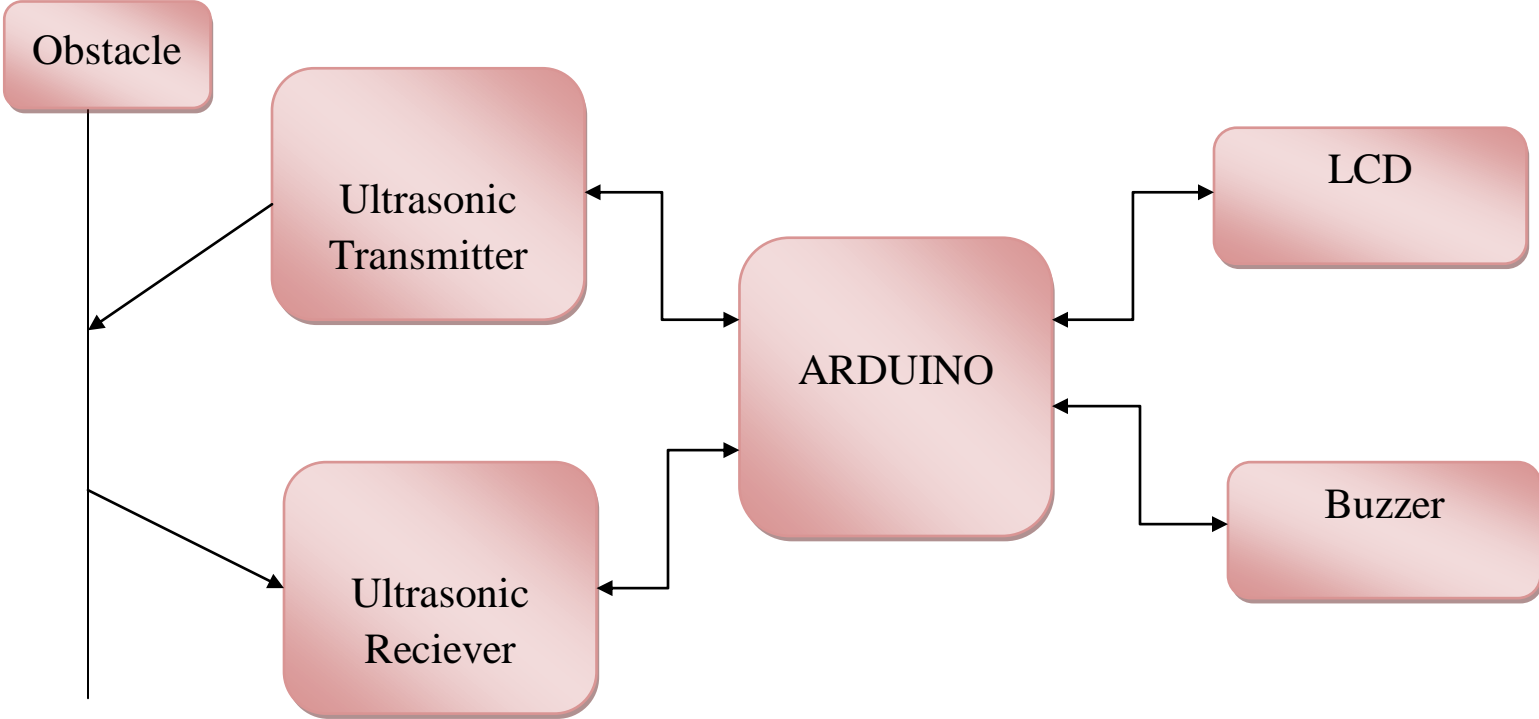 Obstacle
Ultrasonic
Transmitter
LCD
ARDUINO
Buzzer
Ultrasonic
Reciever